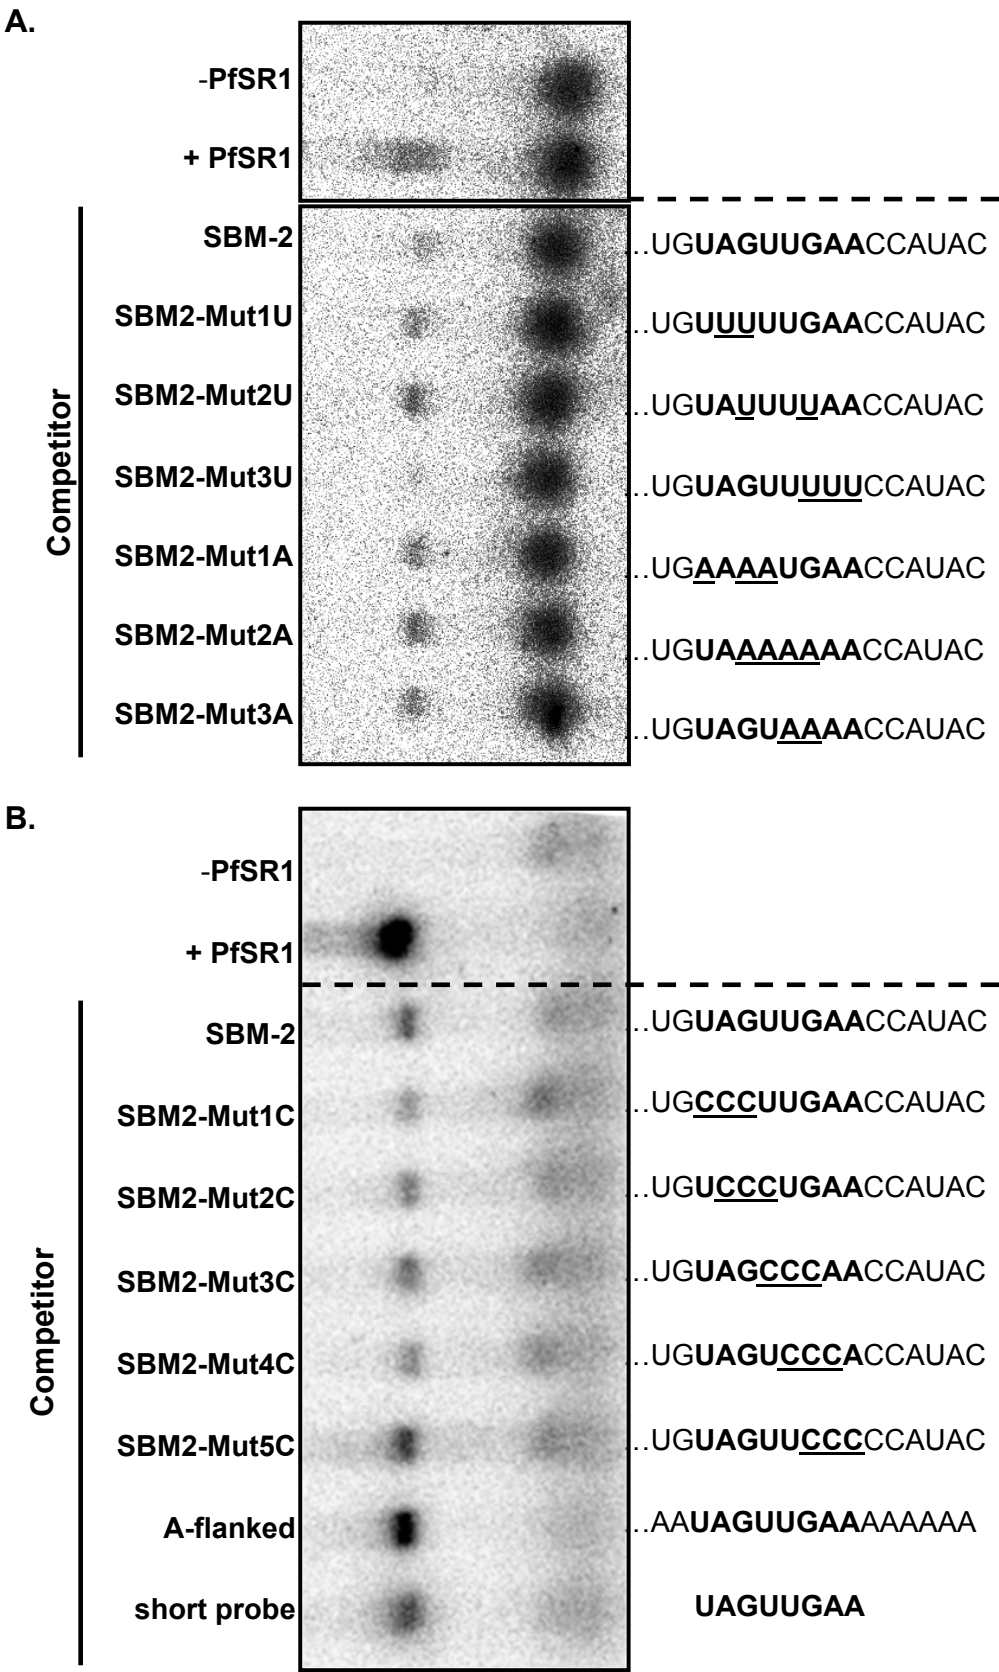 A.
-PfSR1
+ PfSR1
Competitor
SBM-2 ...UGUAGUUGAACCAUAC
SBM2-Mut1U ...UGUUUUUGAACCAUAC
SBM2-Mut2U ...UGUAUUUUAACCAUAC
SBM2-Mut3U ...UGUAGUUUUUCCAUAC
SBM2-Mut1A ...UGAAAAUGAACCAUAC
SBM2-Mut2A ...UGUAAAAAAACCAUAC
SBM2-Mut3A ...UGUAGUAAAACCAUAC
B.
-PfSR1
+ PfSR1
Competitor
SBM-2 ...UGUAGUUGAACCAUAC
SBM2-Mut1C ...UGCCCUUGAACCAUAC
SBM2-Mut2C ...UGUCCCUGAACCAUAC
SBM2-Mut3C ...UGUAGCCCAACCAUAC
SBM2-Mut4C ...UGUAGUCCCACCAUAC
SBM2-Mut5C ...UGUAGUUCCCCCAUAC
A-flanked ...AAUAGUUGAAAAAAAA
short probe UAGUUGAA